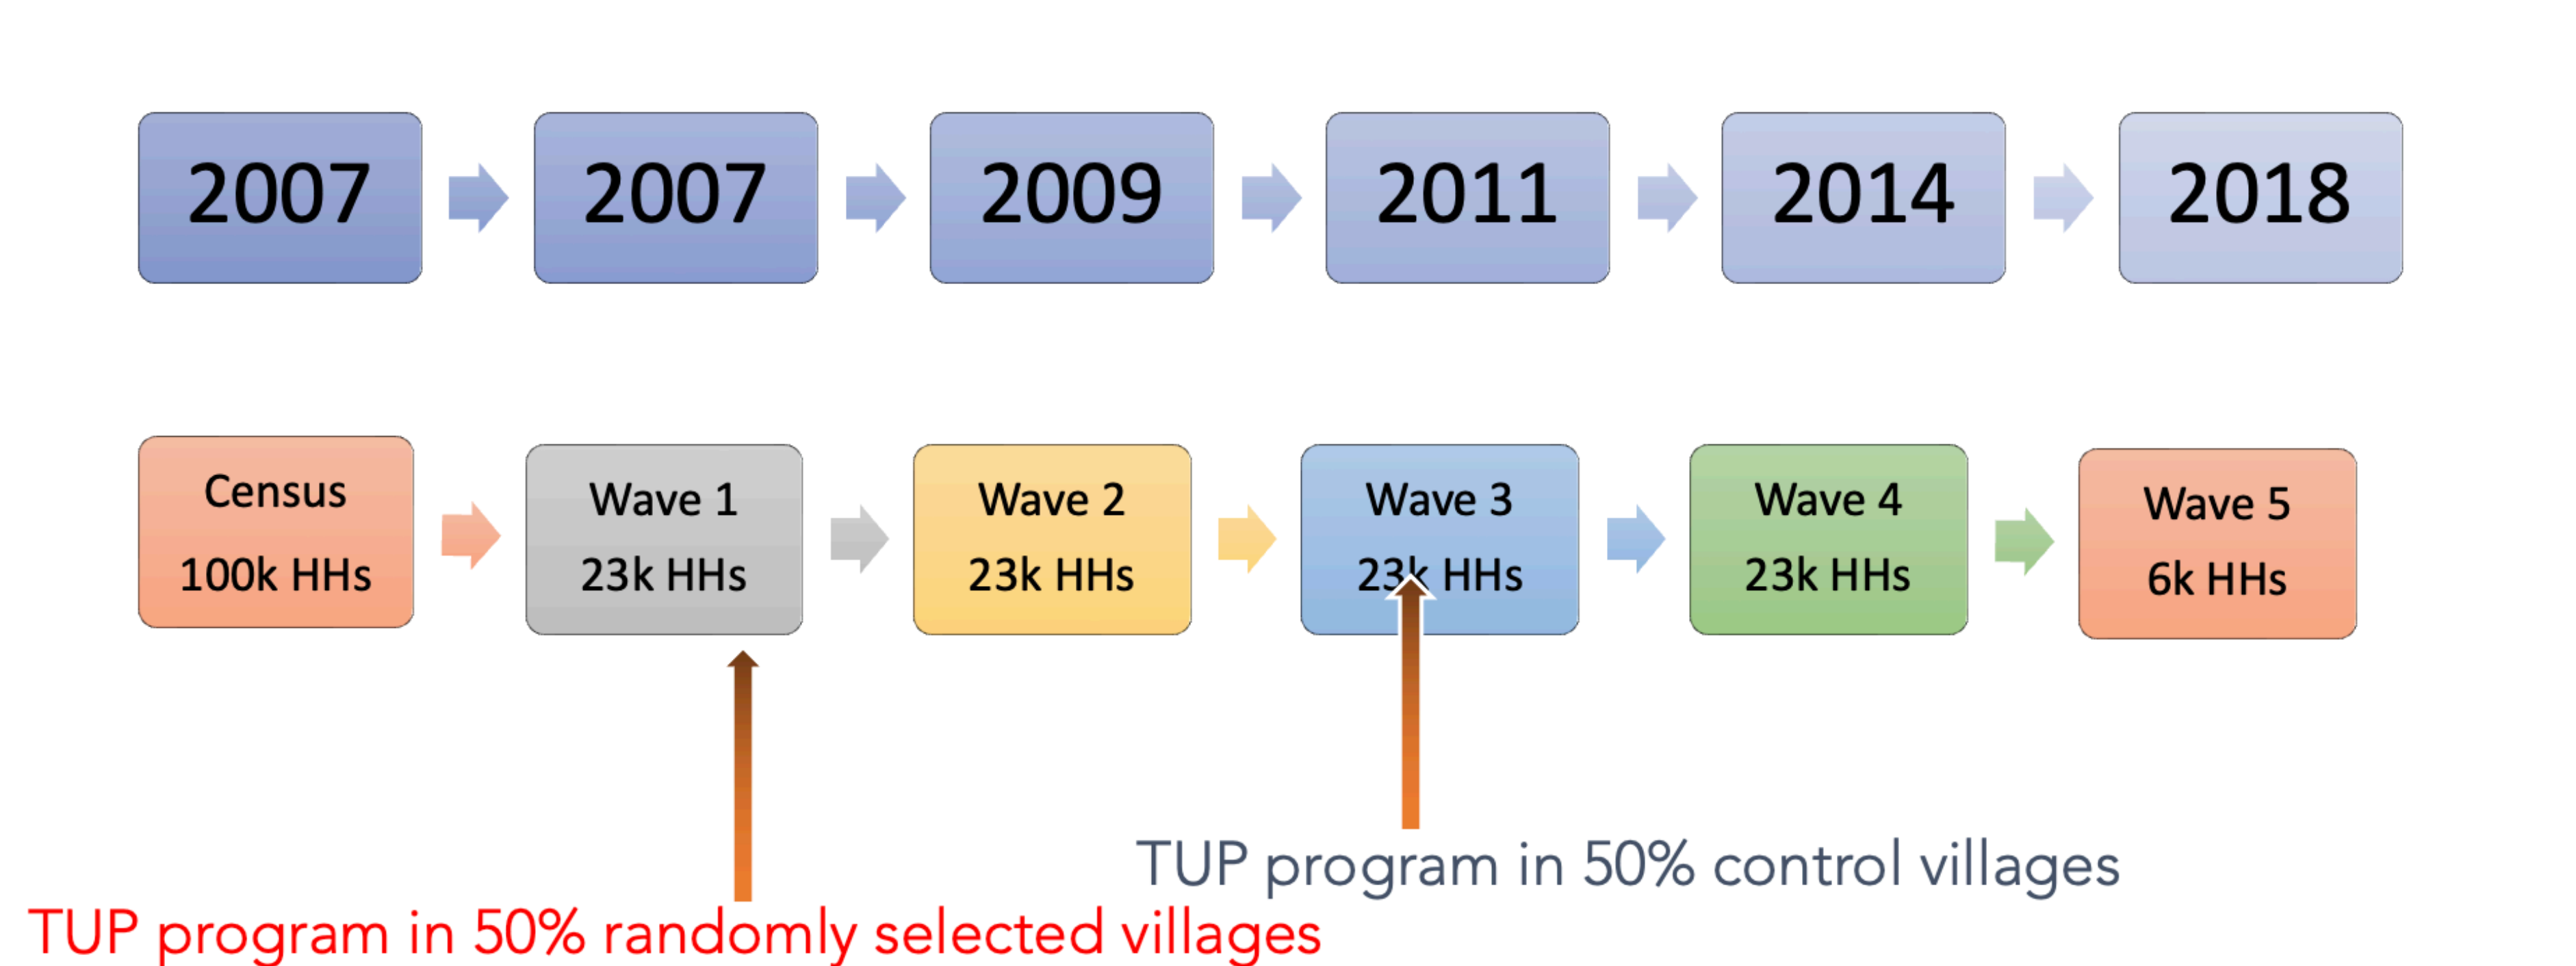 2007
2007
2009
2011
2014
2018
Census
100k HHs
Wave 1
23k HHs
Wave 2
23k HHs
Wave 3
23k HHs
Wave 4
23k HHs
Wave 5
6k HHs
TUP program in 50% control villages
TUP program in 50% randomly selected villages